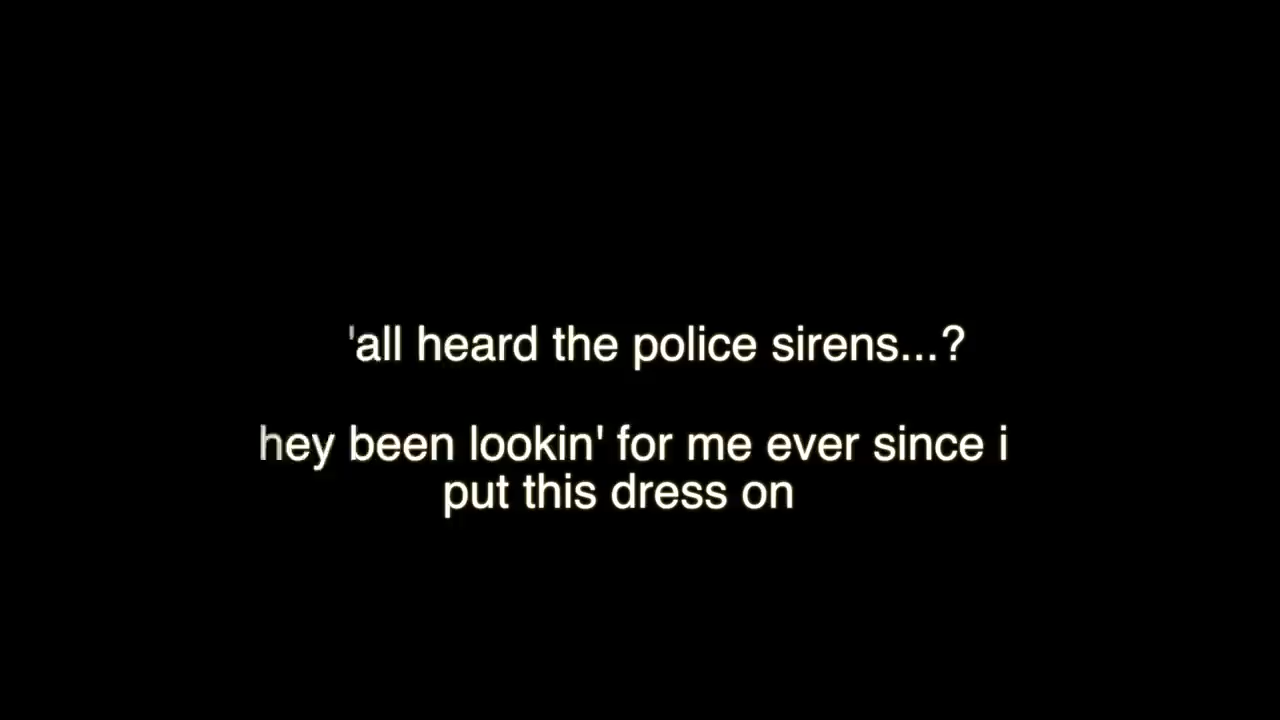 'all heard the police sirens...?
hey been lookin' for me ever since i
put this dress on